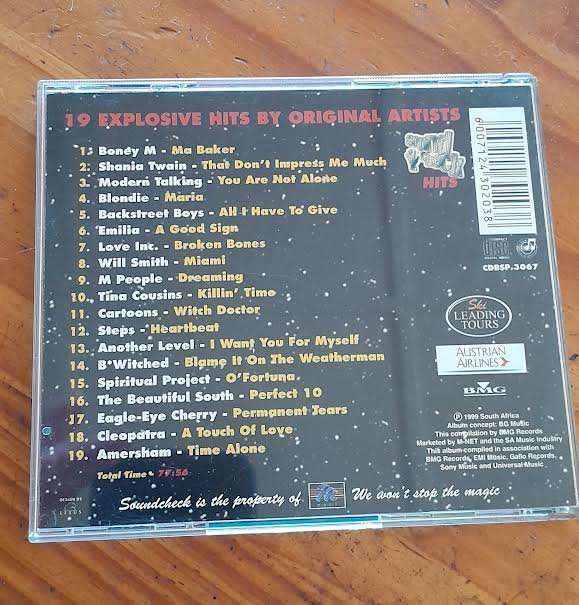 19 EXPLOSIVE HITS BY ORIGINAL ARTISTS
1. Boney M - Ma Baker
2. Shania Twain - That Don't Impress Me Much
3. Modern Talking - You Are Not Alone
4. Blondie - Maria
5. Backstreet Boys - All I Have To Give
6. Emilia - A Good Sign
7. Love Inc. - Broken Bones
8. Will Smith - Miami
9. M People - Dreaming
10. Tina Cousins - Killin' Time
11. Cartoons - Witch Doctor
12. Steps - Heartbeat
13. Another Level - I Want You For Myself
14. B*Witched - Blame It On The Weatherman
15. Spiritual Project - O'Fortuna
16. The Beautiful South - Perfect 10
17. Eagle-Eye Cherry - Permanent Tears
18. Cleopatra - A Touch Of Love
19. Amersham - Time Alone
Total Time -
HITS
6007124302038
CDBSP-3067
Ski
LEADING
TOURS
AUSTRIAN
AIRLINES
BMG
℗ 1999 South Africa
Album concept: BG Music
This compilation by BMG Records
Marketed by M-NET and the SA Music Industry
This album compiled in association with
BMG Records, EMI Music, Gallo Records,
Sony Music and Universal Music
DESIGN BY
Soundcheck is the property of
We won't stop the magic